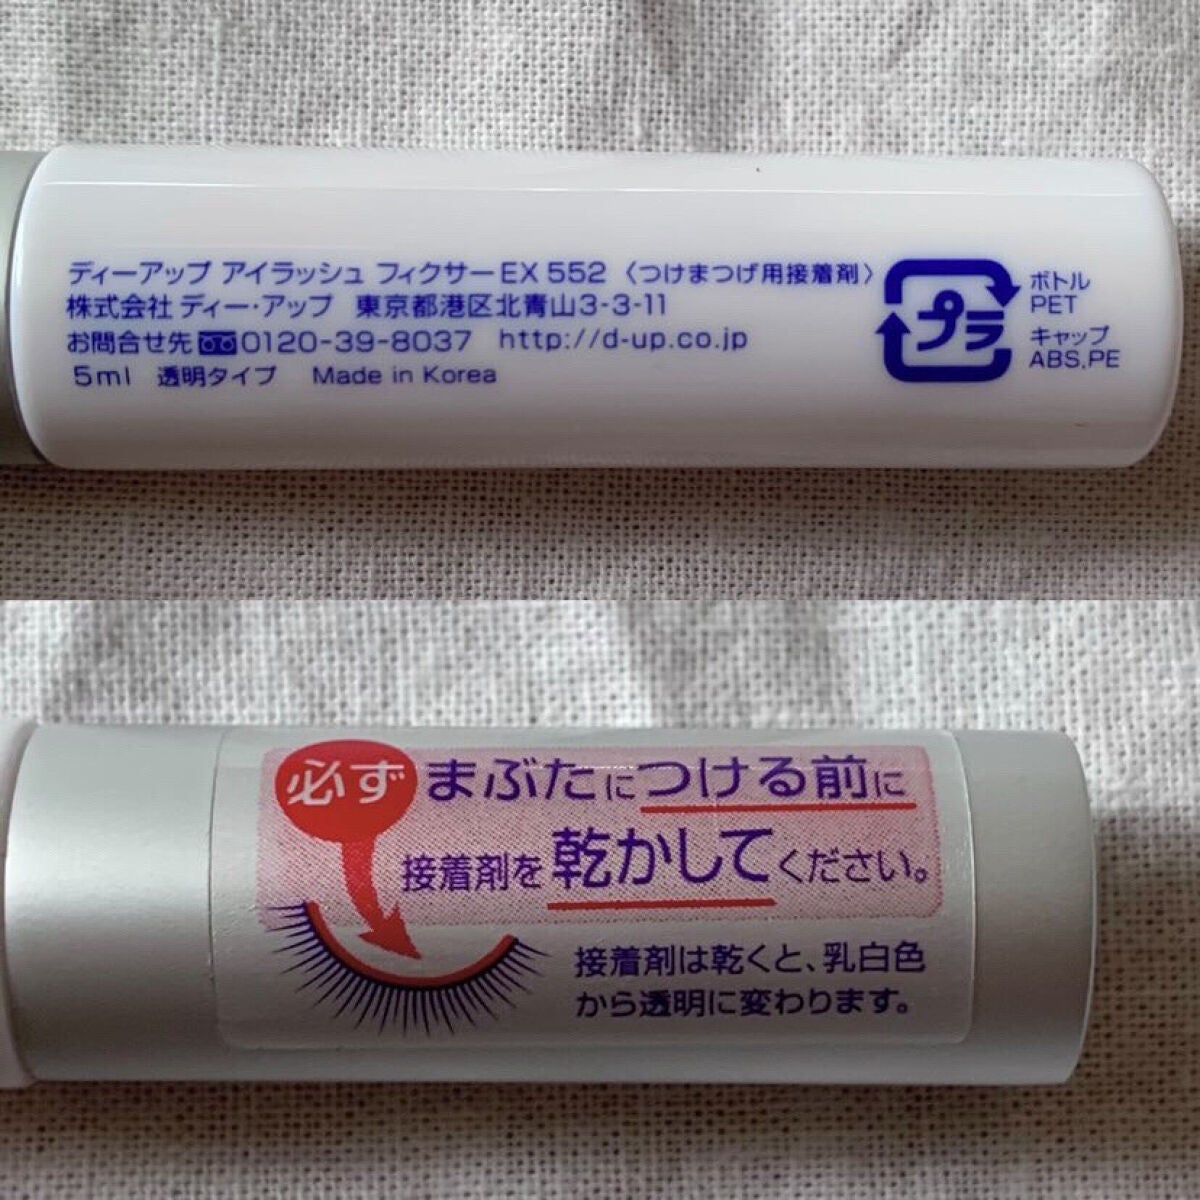 ディーアップ アイラッシュ フィクサーEX 552 〈つけまつげ用接着剤〉
株式会社 ディー・アップ 東京都港区北青山3-3-11
お問合せ先 0120-39-8037 http://d-up.co.jp
5ml 透明タイプ Made in Korea
プラ
ボトル
PET
キャップ
ABS,PE
必ず まぶたにつける前に
接着剤を乾かしてください。
接着剤は乾くと、乳白色
から透明に変わります。